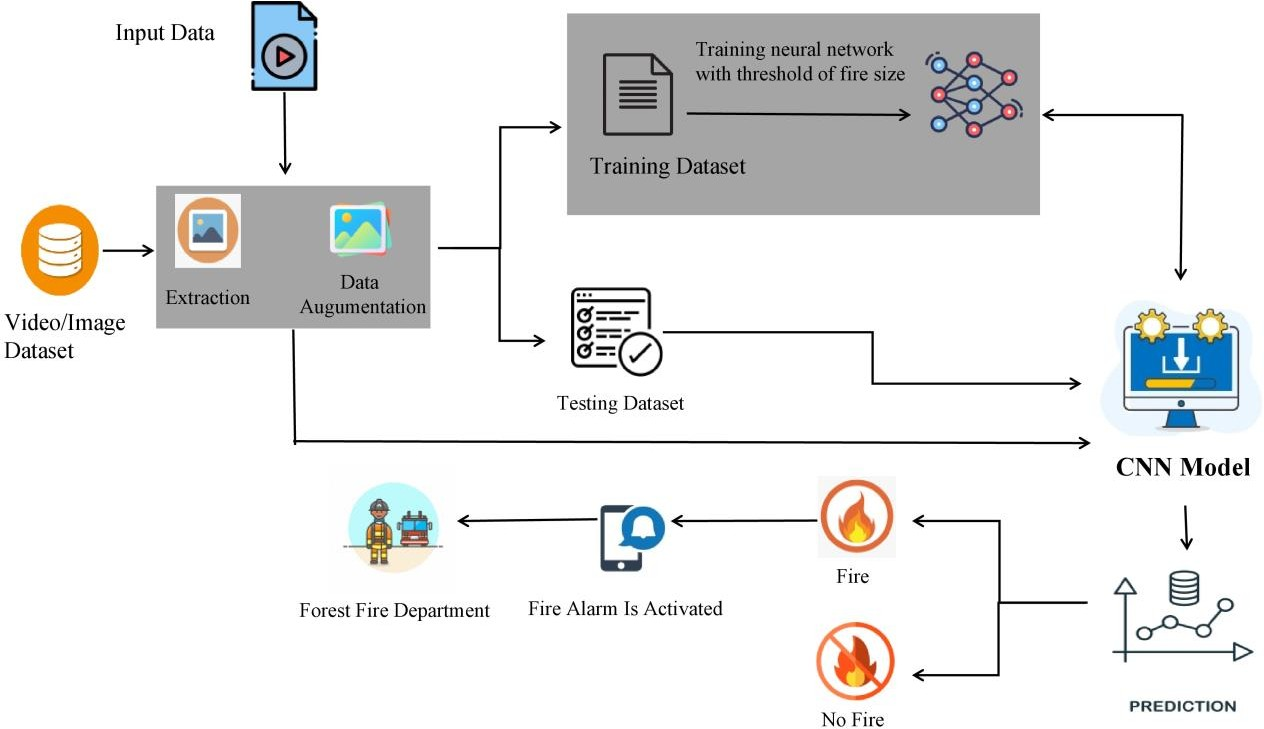 Input Data
Training neural network
with threshold of fire size
Training Dataset
Extraction
Data
Augumentation
Video/Image
Dataset
Testing Dataset
CNN Model
Fire
Forest Fire Department
Fire Alarm Is Activated
PREDICTION
No Fire